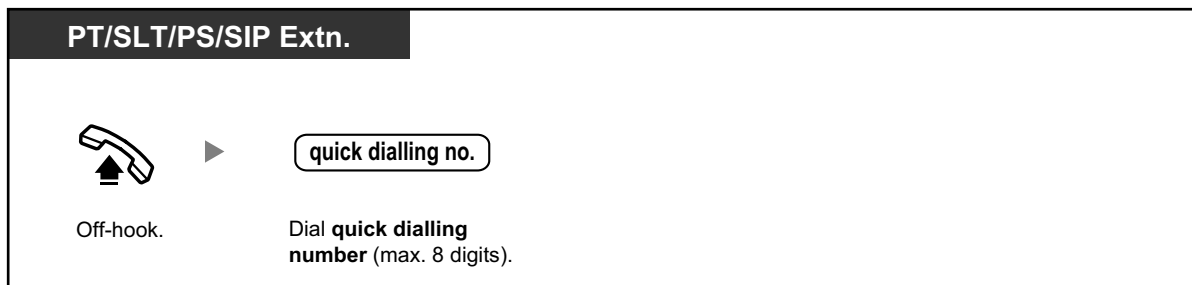 PT/SLT/PS/SIP Extn.
quick dialling no.
Off-hook.
Dial quick dialling
number (max. 8 digits).